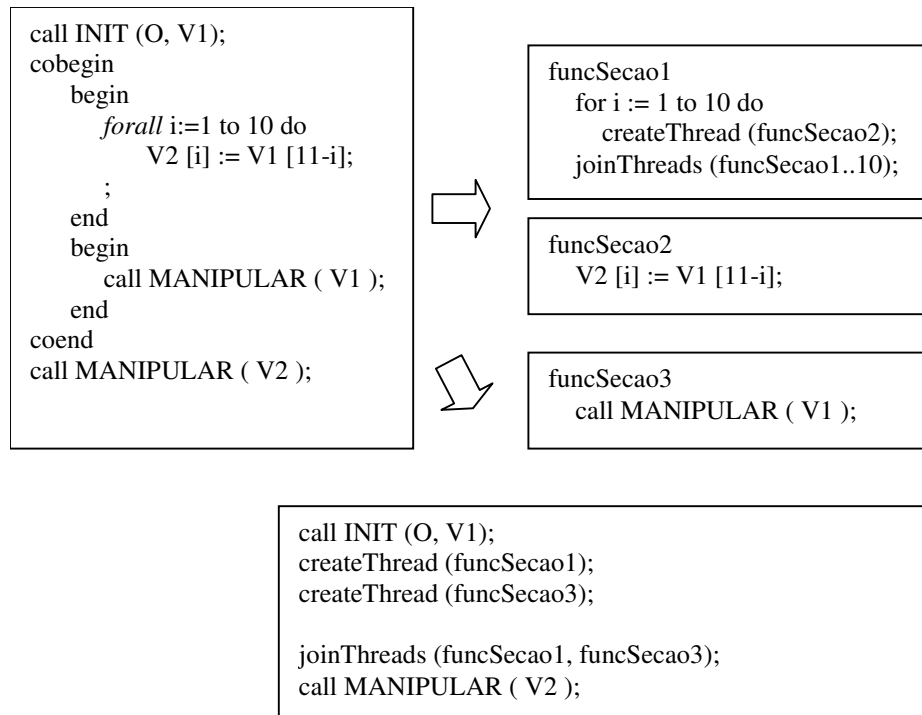 call INIT (O, V1);
cobegin
begin
forall i:=1 to 10 do
V2 [i] := V1 [11-i];
;
end
begin
call MANIPULAR ( V1 );
end
coend
call MANIPULAR ( V2 );
funcSecao1
for i := 1 to 10 do
createThread (funcSecao2);
joinThreads (funcSecao1..10);
funcSecao2
V2 [i] := V1 [11-i];
funcSecao3
call MANIPULAR ( V1 );
call INIT (O, V1);
createThread (funcSecao1);
createThread (funcSecao3);
joinThreads (funcSecao1, funcSecao3);
call MANIPULAR ( V2 );